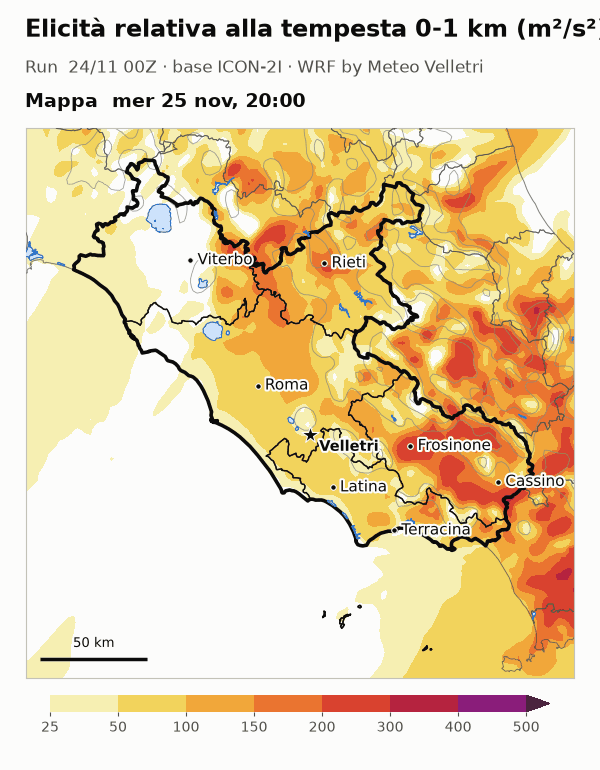 Elicità relativa alla tempesta 0-1 km (m²/s²)
Run 24/11 00Z · base ICON-2I · WRF by Meteo Velletri
Mappa mer 25 nov, 20:00
Viterbo
Rieti
Roma
Velletri
Frosinone
Latina
Cassino
Terracina
50 km
25 50 100 150 200 300 400 500